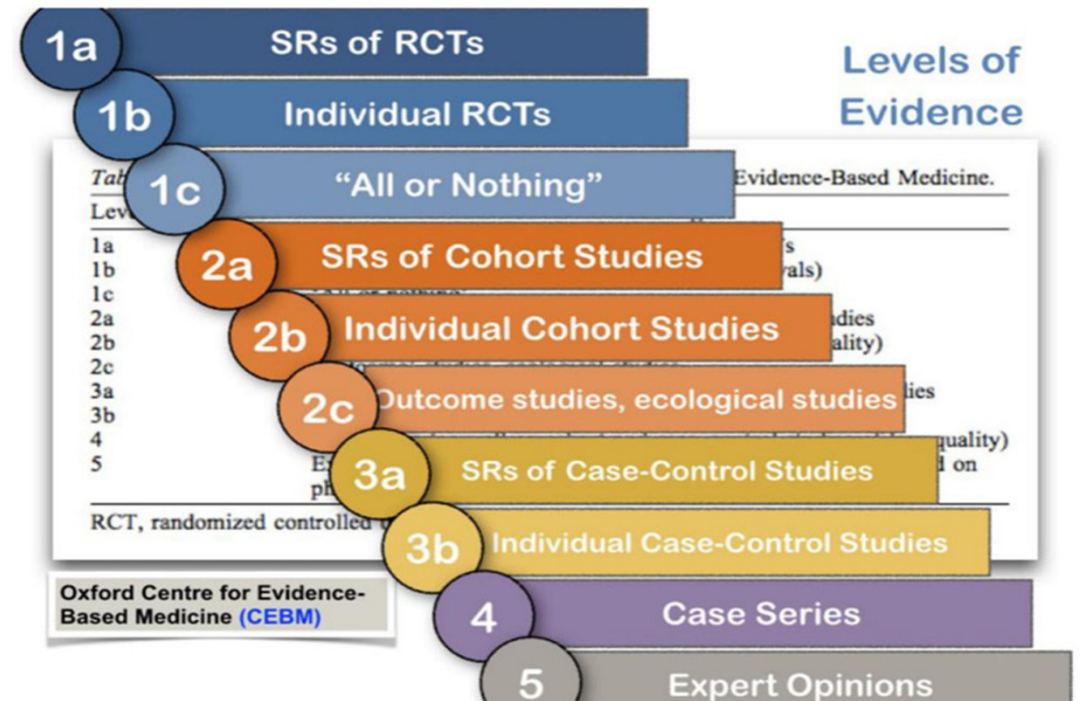 1a
SRs of RCTs
Levels of
Evidence
1b
Individual RCTs
1c
“All or Nothing”
Evidence-Based Medicine.
1a
1b
1c
2a
2b
2c
3a
3b
4
5
2a
SRs of Cohort Studies
2b
Individual Cohort Studies
2c
Outcome studies, ecological studies
3a
SRs of Case-Control Studies
quality)
on
RCT, randomized controlled
3b
Individual Case-Control Studies
Oxford Centre for Evidence-
Based Medicine (CEBM)
4
Case Series
5
Expert Opinions